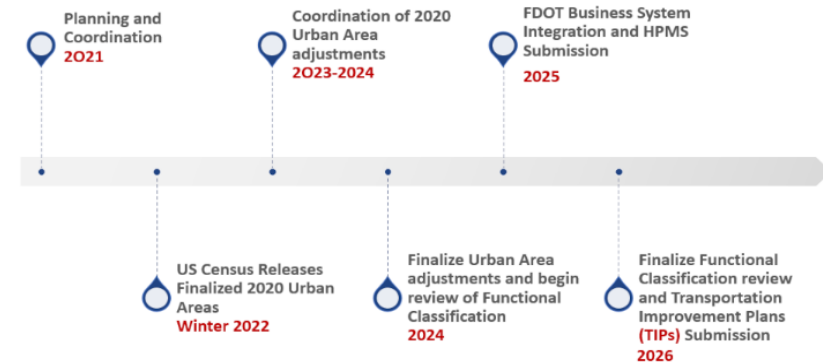 Planning and
Coordination
2O21
Coordination of 2020
Urban Area
adjustments
2O23-2024
FDOT Business System
Integration and HPMS
Submission
2025
US Census Releases
Finalized 2020 Urban
Areas
Winter 2022
Finalize Urban Area
adjustments and begin
review of Functional
Classification
2024
Finalize Functional
Classification review
and Transportation
Improvement Plans
(TIPs) Submission
2026